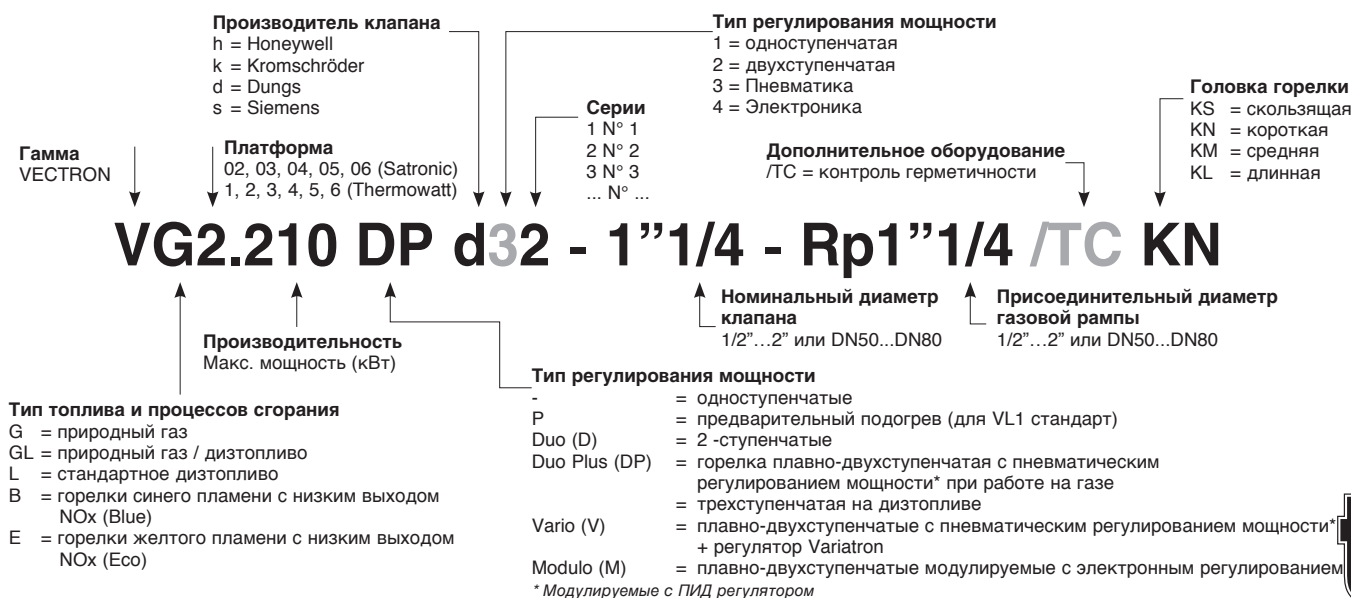 Производитель клапана
h = Honeywell
k = Kromschröder
d = Dungs
s = Siemens
Тип регулирования мощности
1 = одноступенчатая
2 = двухступенчатая
3 = Пневматика
4 = Электроника
Головка горелки
KS = скользящая
KN = короткая
KM = средняя
KL = длинная
Серии
1 N° 1
2 N° 2
3 N° 3
... N° ...
Гамма
VECTRON
Платформа
02, 03, 04, 05, 06 (Satronic)
1, 2, 3, 4, 5, 6 (Thermowatt)
Дополнительное оборудование
/TC = контроль герметичности
VG2.210 DP d32 - 1”1/4 - Rp1”1/4 /TC KN
Номинальный диаметр
клапана
1/2”…2” или DN50...DN80
Присоединительный диаметр
газовой рампы
1/2”…2” или DN50...DN80
Производительность
Макс. мощность (кВт)
Тип топлива и процессов сгорания
G = природный газ
GL = природный газ / дизтопливо
L = стандартное дизтопливо
B = горелки синего пламени с низким выходом
NOx (Blue)
E = горелки желтого пламени с низким выходом
NOx (Eco)
Тип регулирования мощности
- = одноступенчатые
P = предварительный подогрев (для VL1 стандарт)
Duo (D) = 2 -ступенчатые
Duo Plus (DP) = горелка плавно-двухступенчатая с пневматическим
регулированием мощности* при работе на газе
= трехступенчатая на дизтопливе
Vario (V) = плавно-двухступенчатые с пневматическим регулированием мощности*
+ регулятор Variatron
Modulo (M) = плавно-двухступенчатые модулируемые с электронным регулированием
* Модулируемые с ПИД регулятором